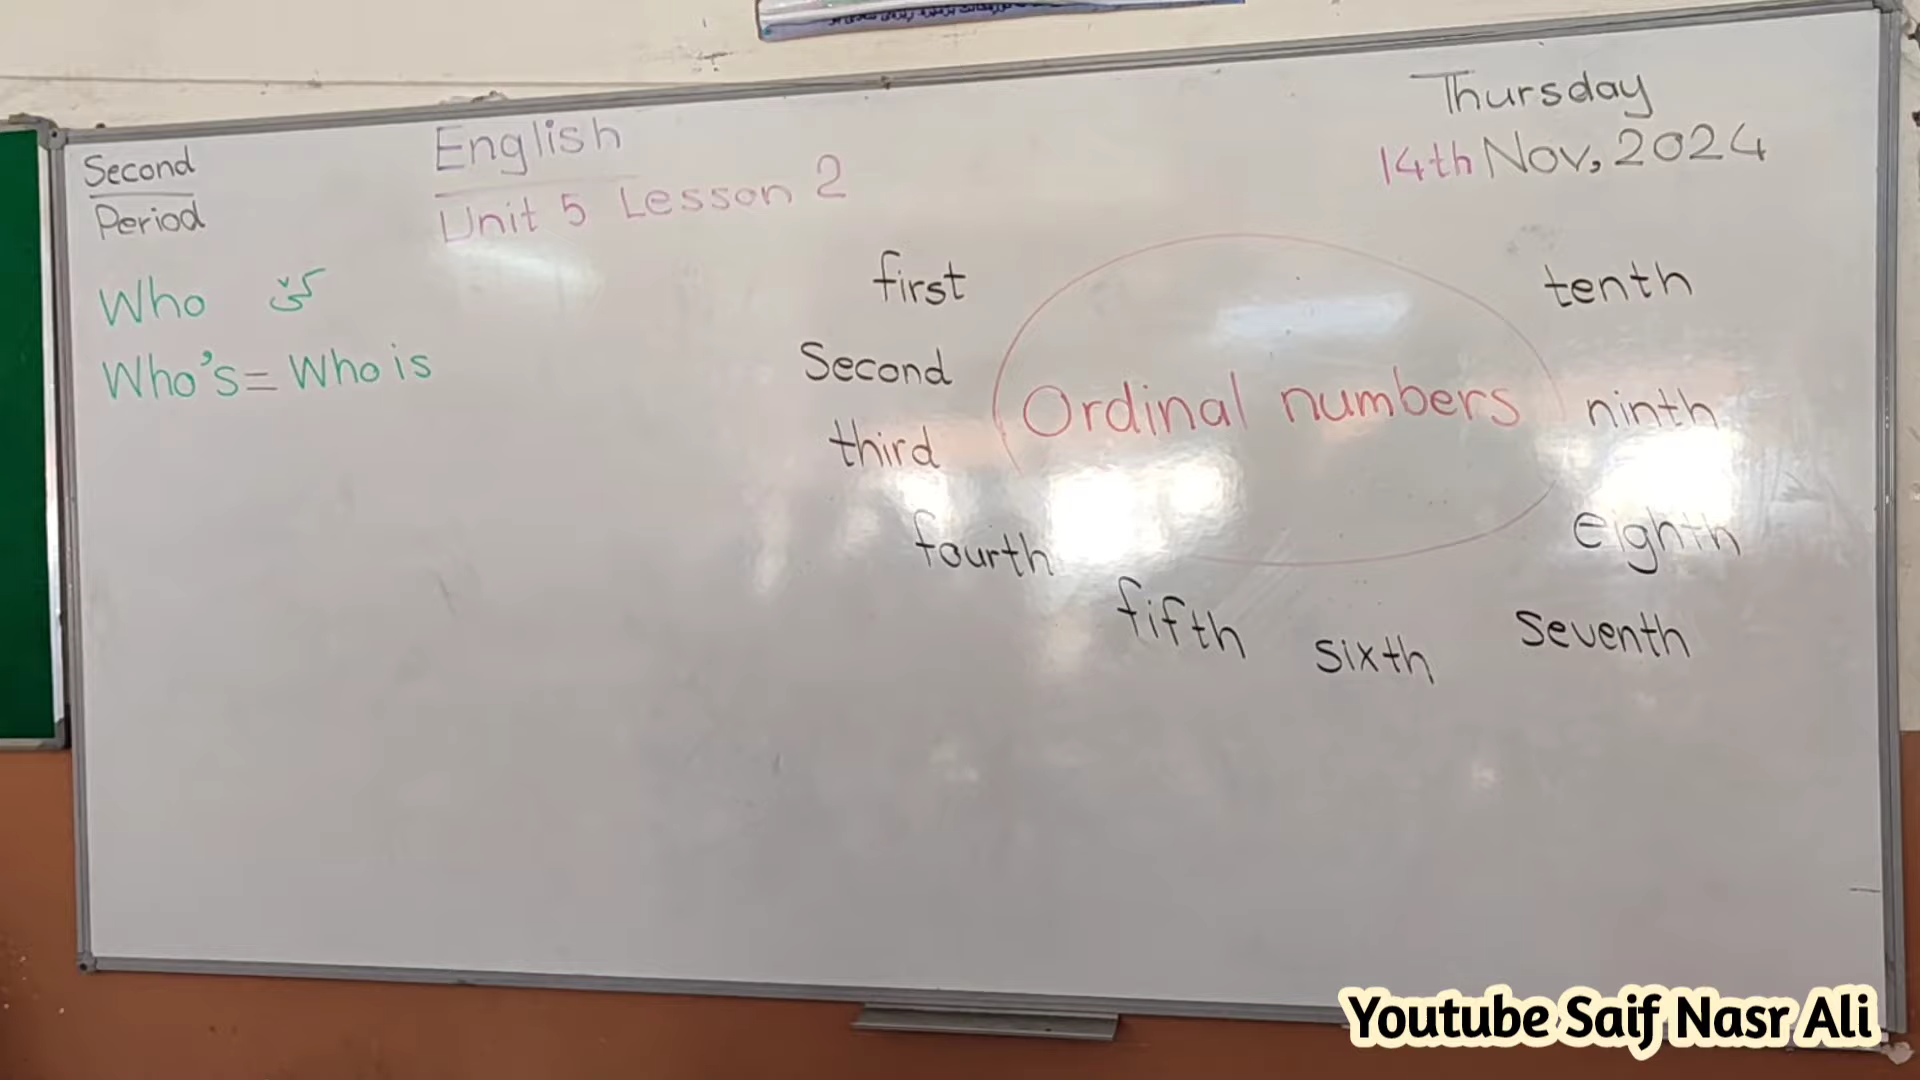 Second
Period
English
Unit 5 Lesson 2
Thursday
14th Nov, 2024
Who کێ
Who's = Who is
Ordinal numbers
first
Second
third
fourth
fifth
sixth
seventh
eighth
ninth
tenth
Youtube Saif Nasr Ali